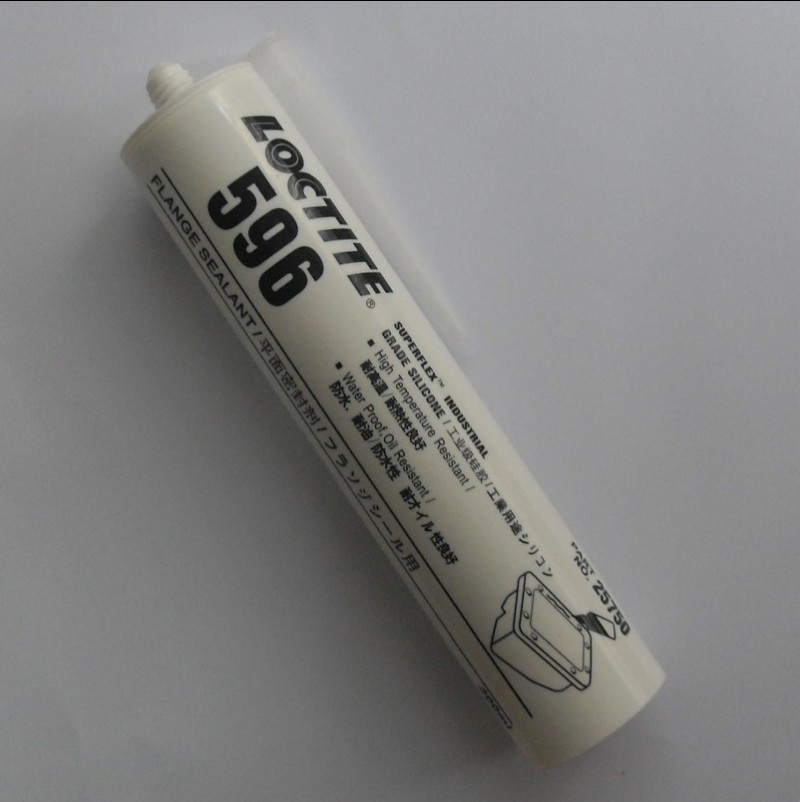 LOCTITE®
596
FLANGE SEALANT / 平面密封剂 / フランジシール用
SUPERFLEX™ INDUSTRIAL
GRADE SILICONE / 工业级硅胶 / 工業用途シリコン
▪ High Temperature Resistant /
耐高温 / 耐熱性良好
▪ Water Proof Oil Resistant /
防水、耐油 / 防水性 耐オイル性良好
PART
NO. 25750
300ml